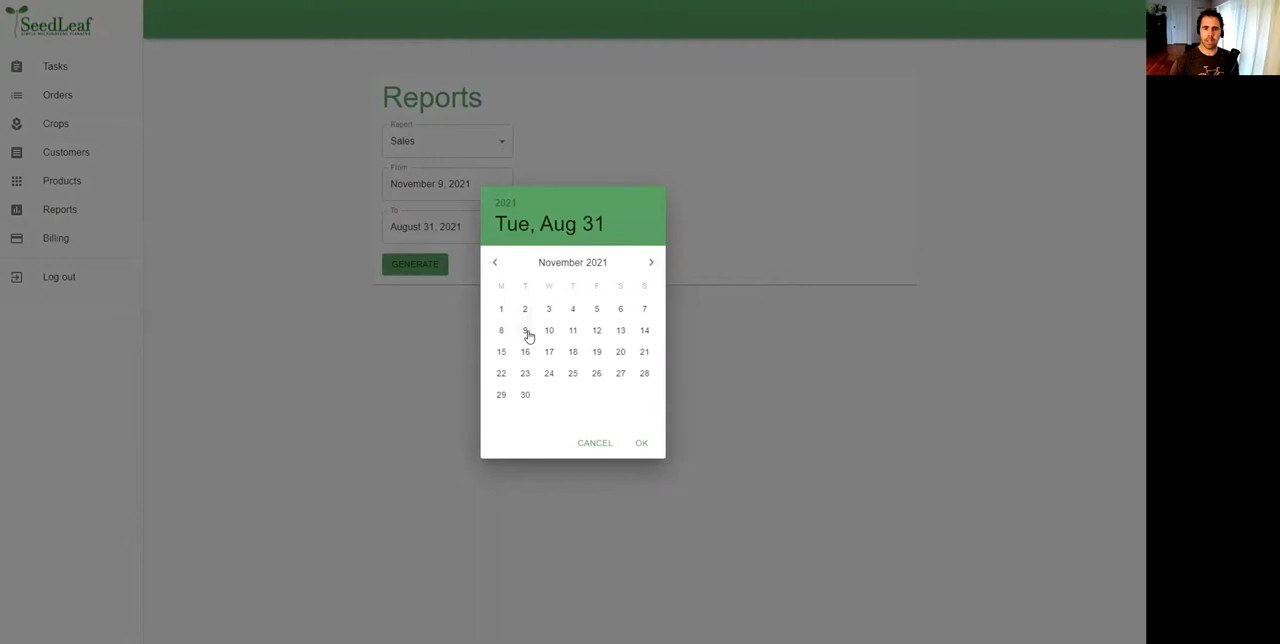 SeedLeaf
SIMPLE MICROGREENS PLANNING
Tasks
Orders
Crops
Customers
Products
Reports
Billing
Log out
Reports
Report
Sales
From
November 9, 2021
To
August 31, 2021
GENERATE
2021
Tue, Aug 31
November 2021
M T W T F S S
1 2 3 4 5 6 7
8 9 10 11 12 13 14
15 16 17 18 19 20 21
22 23 24 25 26 27 28
29 30
CANCEL OK